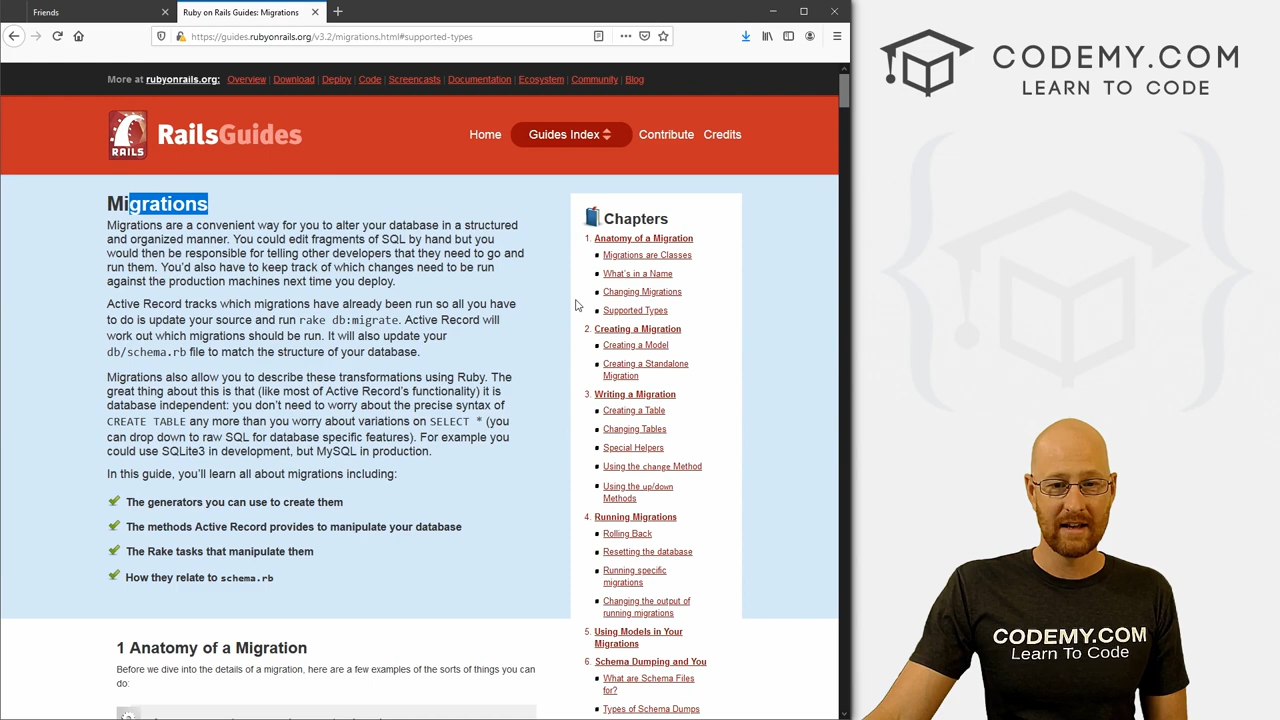 Friends
Ruby on Rails Guides: Migrations
https://guides.rubyonrails.org/v3.2/migrations.html#supported-types
CODEMY.COM
LEARN TO CODE
More at rubyonrails.org: Overview | Download | Deploy | Code | Screencasts | Documentation | Ecosystem | Community | Blog
RAILS
RailsGuides
Home
Guides Index
Contribute
Credits
Migrations
Migrations are a convenient way for you to alter your database in a structured
and organized manner. You could edit fragments of SQL by hand but you
would then be responsible for telling other developers that they need to go and
run them. You’d also have to keep track of which changes need to be run
against the production machines next time you deploy.
Active Record tracks which migrations have already been run so all you have
to do is update your source and run rake db:migrate. Active Record will
work out which migrations should be run. It will also update your
db/schema.rb file to match the structure of your database.
Migrations also allow you to describe these transformations using Ruby. The
great thing about this is that (like most of Active Record’s functionality) it is
database independent: you don’t need to worry about the precise syntax of
CREATE TABLE any more than you worry about variations on SELECT * (you
can drop down to raw SQL for database specific features). For example you
could use SQLite3 in development, but MySQL in production.
In this guide, you’ll learn all about migrations including:
The generators you can use to create them
The methods Active Record provides to manipulate your database
The Rake tasks that manipulate them
How they relate to schema.rb
Chapters
1. Anatomy of a Migration
Migrations are Classes
What’s in a Name
Changing Migrations
Supported Types
2. Creating a Migration
Creating a Model
Creating a Standalone
Migration
3. Writing a Migration
Creating a Table
Changing Tables
Special Helpers
Using the change Method
Using the up/down
Methods
4. Running Migrations
Rolling Back
Resetting the database
Running specific
migrations
Changing the output of
running migrations
5. Using Models in Your
Migrations
6. Schema Dumping and You
What are Schema Files
for?
Types of Schema Dumps
1 Anatomy of a Migration
Before we dive into the details of a migration, here are a few examples of the sorts of things you can
do:
CODEMY.COM
Learn To Code